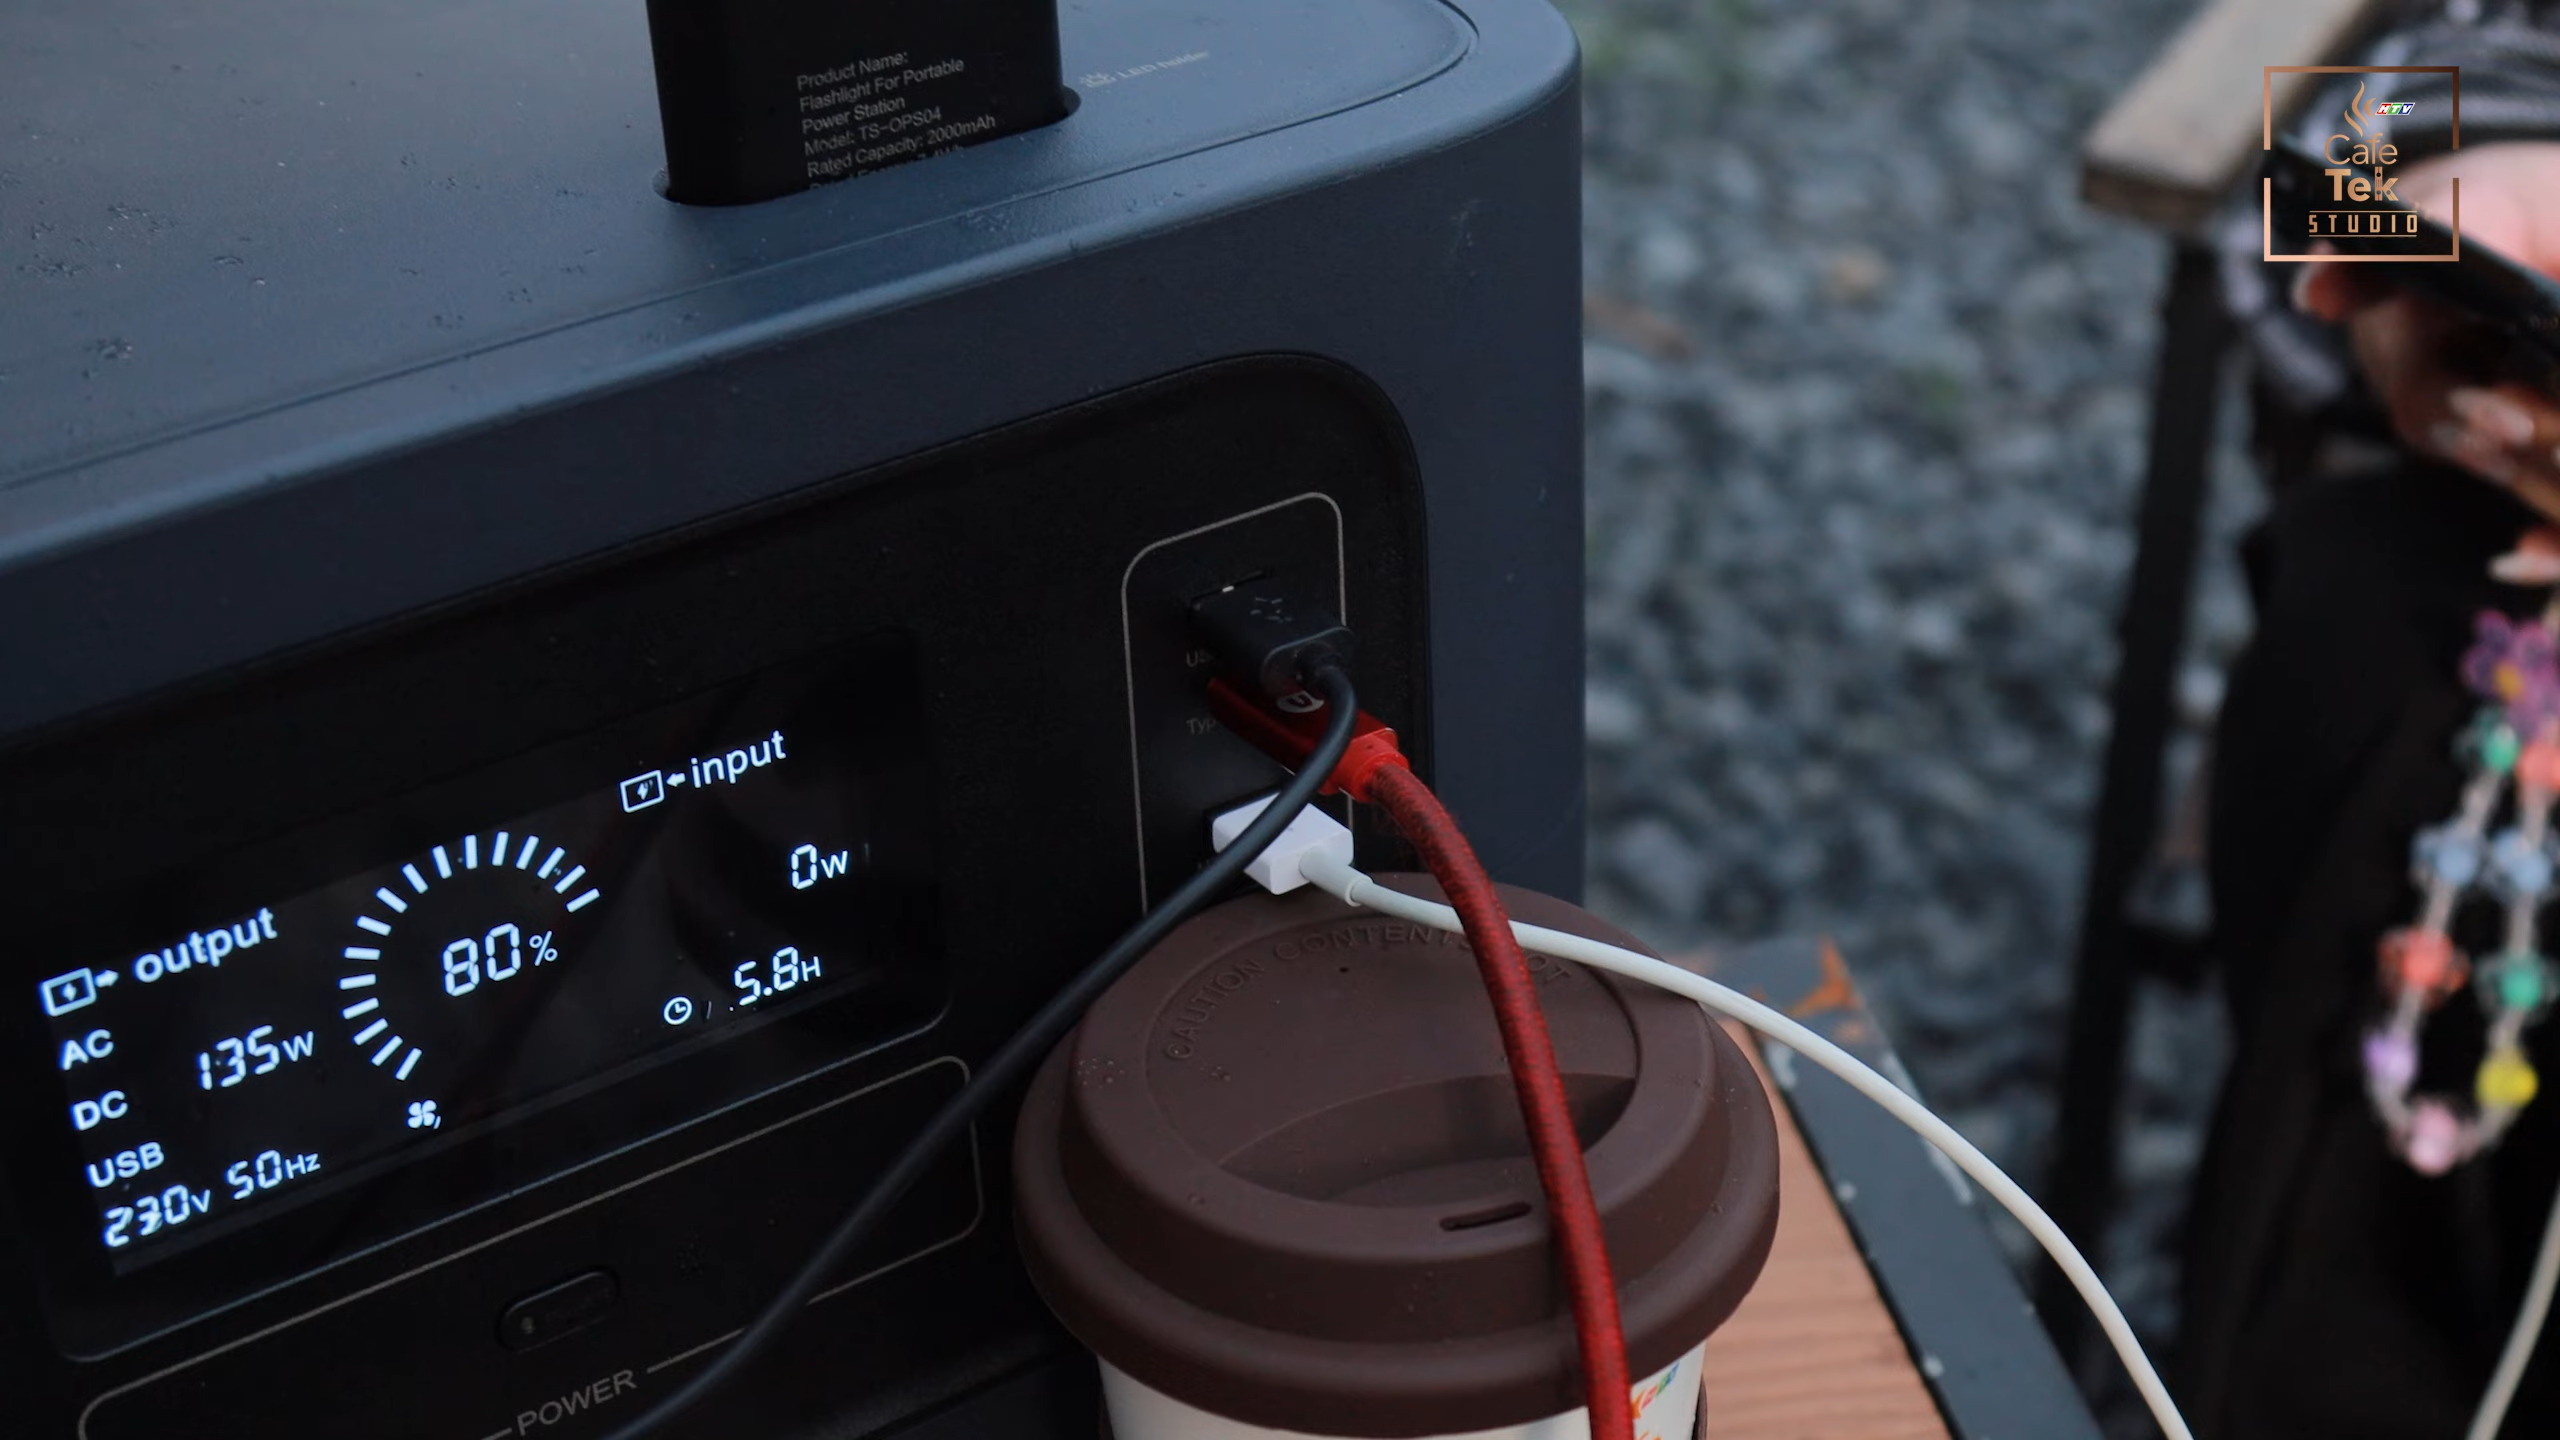 Product Name:
Flashlight For Portable
Power Station
Model: TS-OPS04
Rated Capacity: 2000mAh
LED holder
HTV
Cafe
Tek
STUDIO
input
0W
output
80%
5.8H
AC
135W
DC
USB
230V 50Hz
POWER
CAUTION CONTENTS HOT